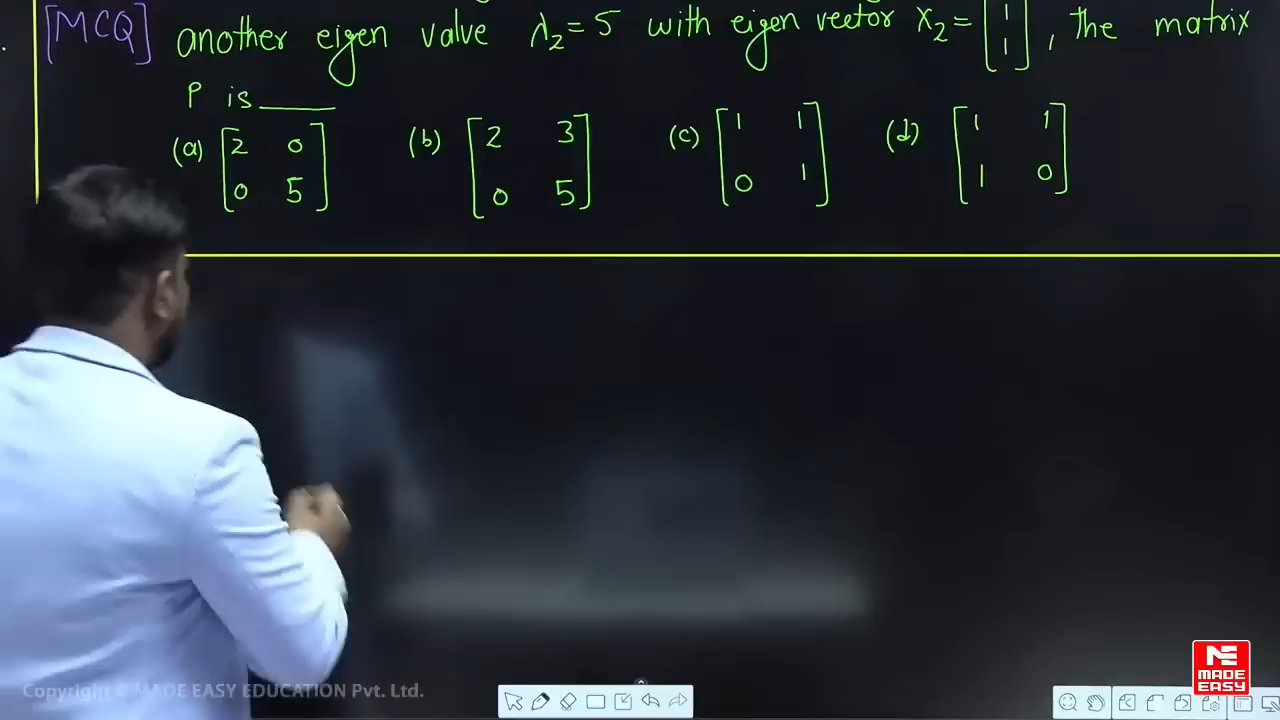 [MCQ] another eigen value λ₂ = 5 with eigen vector X₂ = [1 1], the matrix
P is ____
(a) [2 0 (b) [2 3 (c) [1 1 (d) [1 1
0 5] 0 5] 0 1] 1 0]
Copyright © MADE EASY EDUCATION Pvt. Ltd.
ME
MADE
EASY